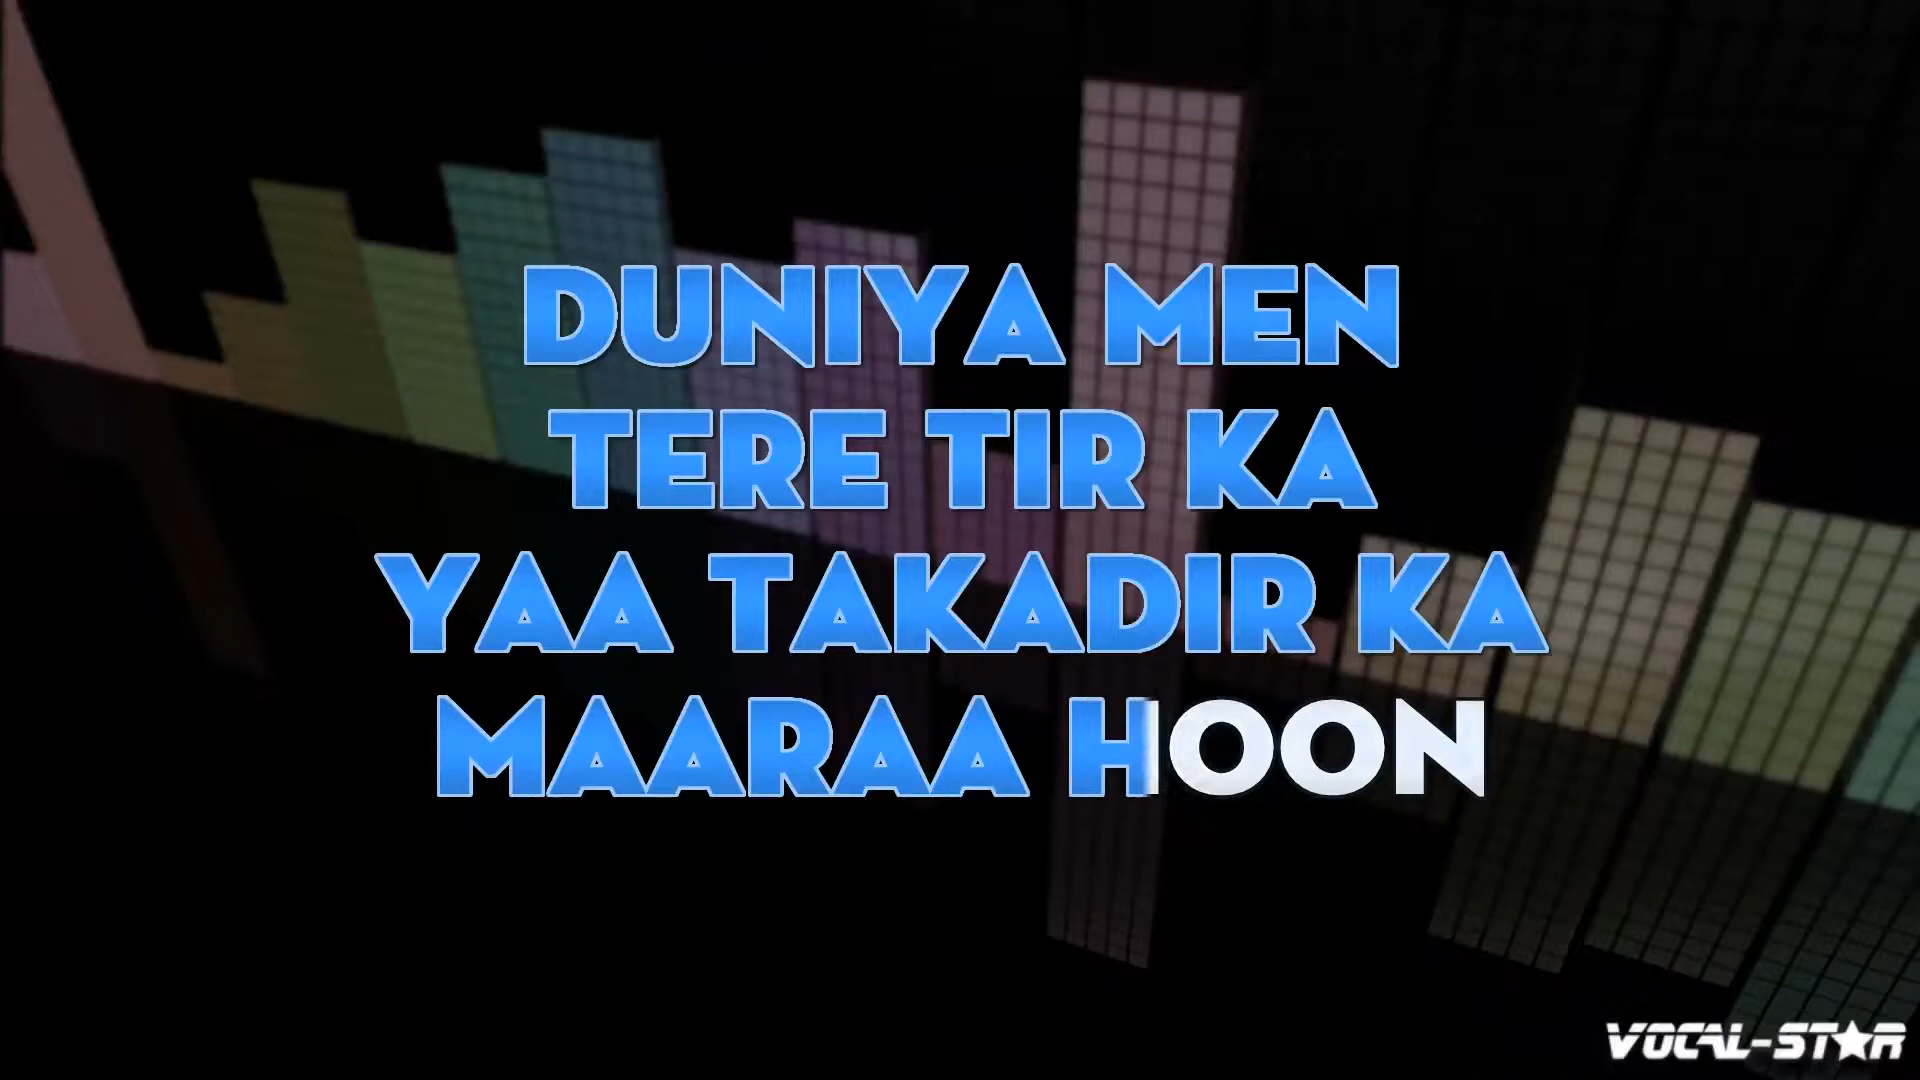 DUNIYA MEN
TERE TIR KA
YAA TAKADIR KA
MAARAA HOON
VOCAL-STAR